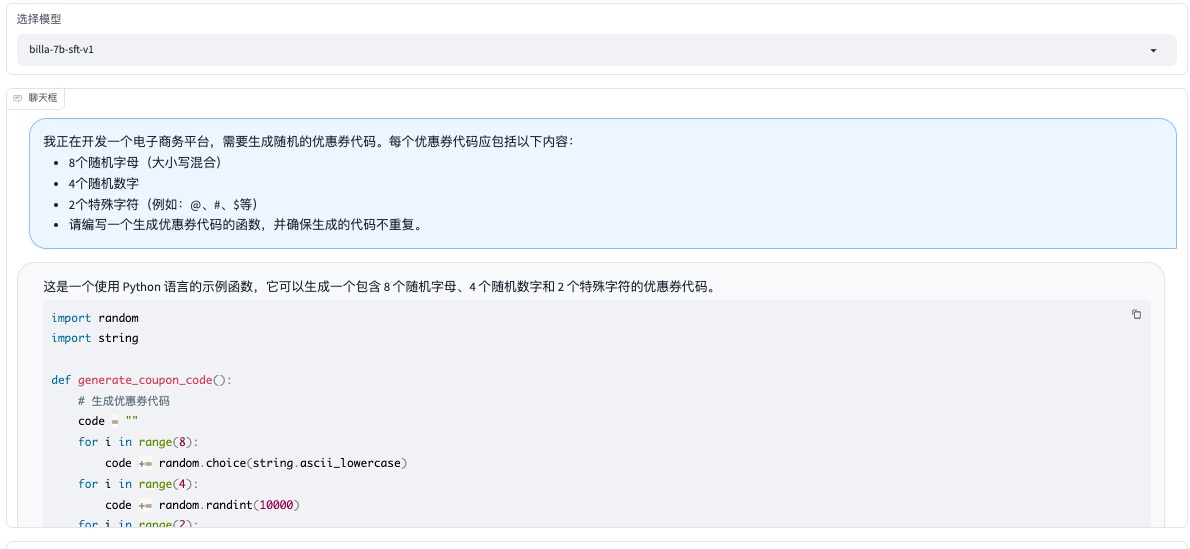 选择模型
billa-7b-sft-v1
聊天框
我正在开发一个电子商务平台，需要生成随机的优惠券代码。每个优惠券代码应包括以下内容：
• 8个随机字母（大小写混合）
• 4个随机数字
• 2个特殊字符（例如：@、#、$等）
• 请编写一个生成优惠券代码的函数，并确保生成的代码不重复。
这是一个使用 Python 语言的示例函数，它可以生成一个包含 8 个随机字母、4 个随机数字和 2 个特殊字符的优惠券代码。
import random
import string
def generate_coupon_code():
# 生成优惠券代码
code = ""
for i in range(8):
code += random.choice(string.ascii_lowercase)
for i in range(4):
code += random.randint(10000)
for i in range(2):